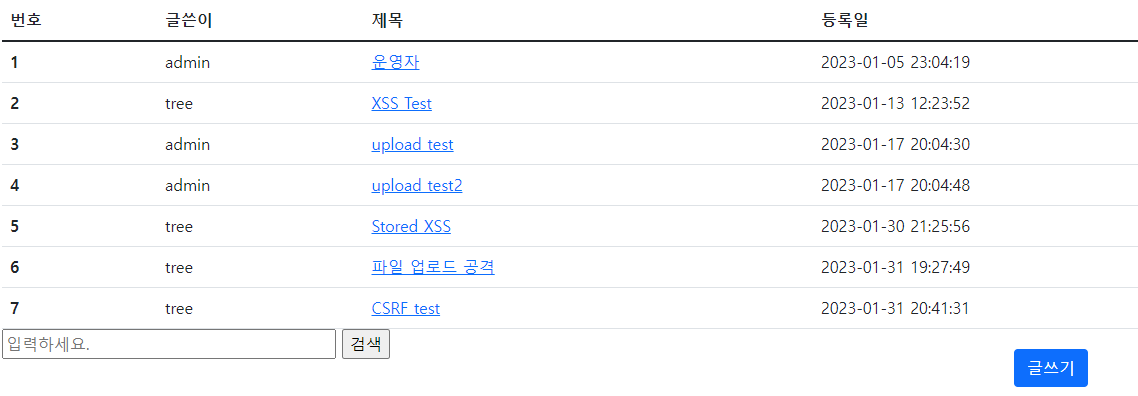 번호 글쓴이 제목 등록일
1 admin 운영자 2023-01-05 23:04:19
2 tree XSS Test 2023-01-13 12:23:52
3 admin upload test 2023-01-17 20:04:30
4 admin upload test2 2023-01-17 20:04:48
5 tree Stored XSS 2023-01-30 21:25:56
6 tree 파일 업로드 공격 2023-01-31 19:27:49
7 tree CSRF test 2023-01-31 20:41:31
입력하세요. 검색
글쓰기